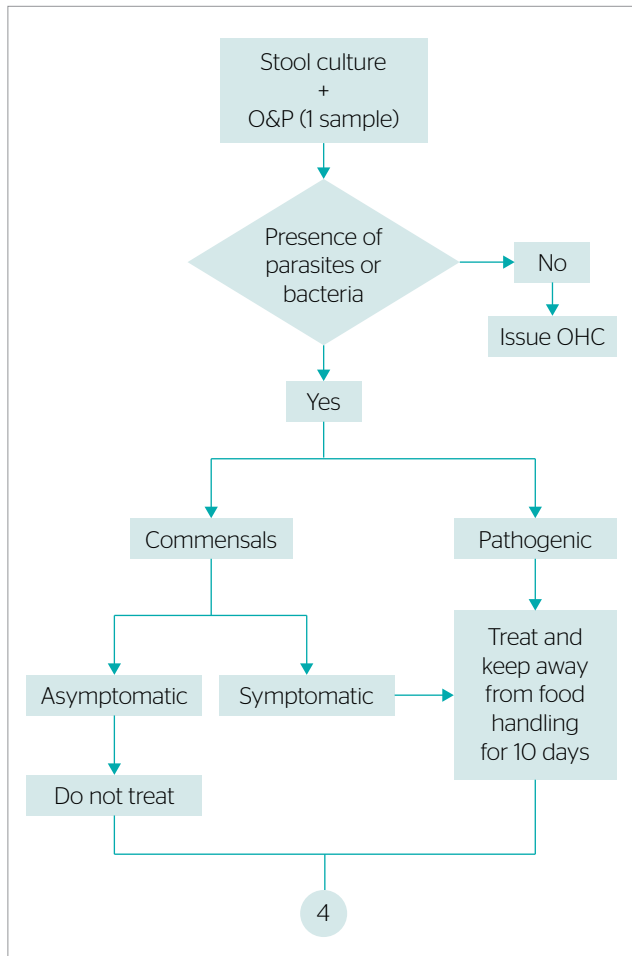 Stool culture
+
O&P (1 sample)
Presence of
parasites or
bacteria
No
Issue OHC
Yes
Commensals
Pathogenic
Asymptomatic
Symptomatic
Treat and
keep away
from food
handling
for 10 days
Do not treat
4